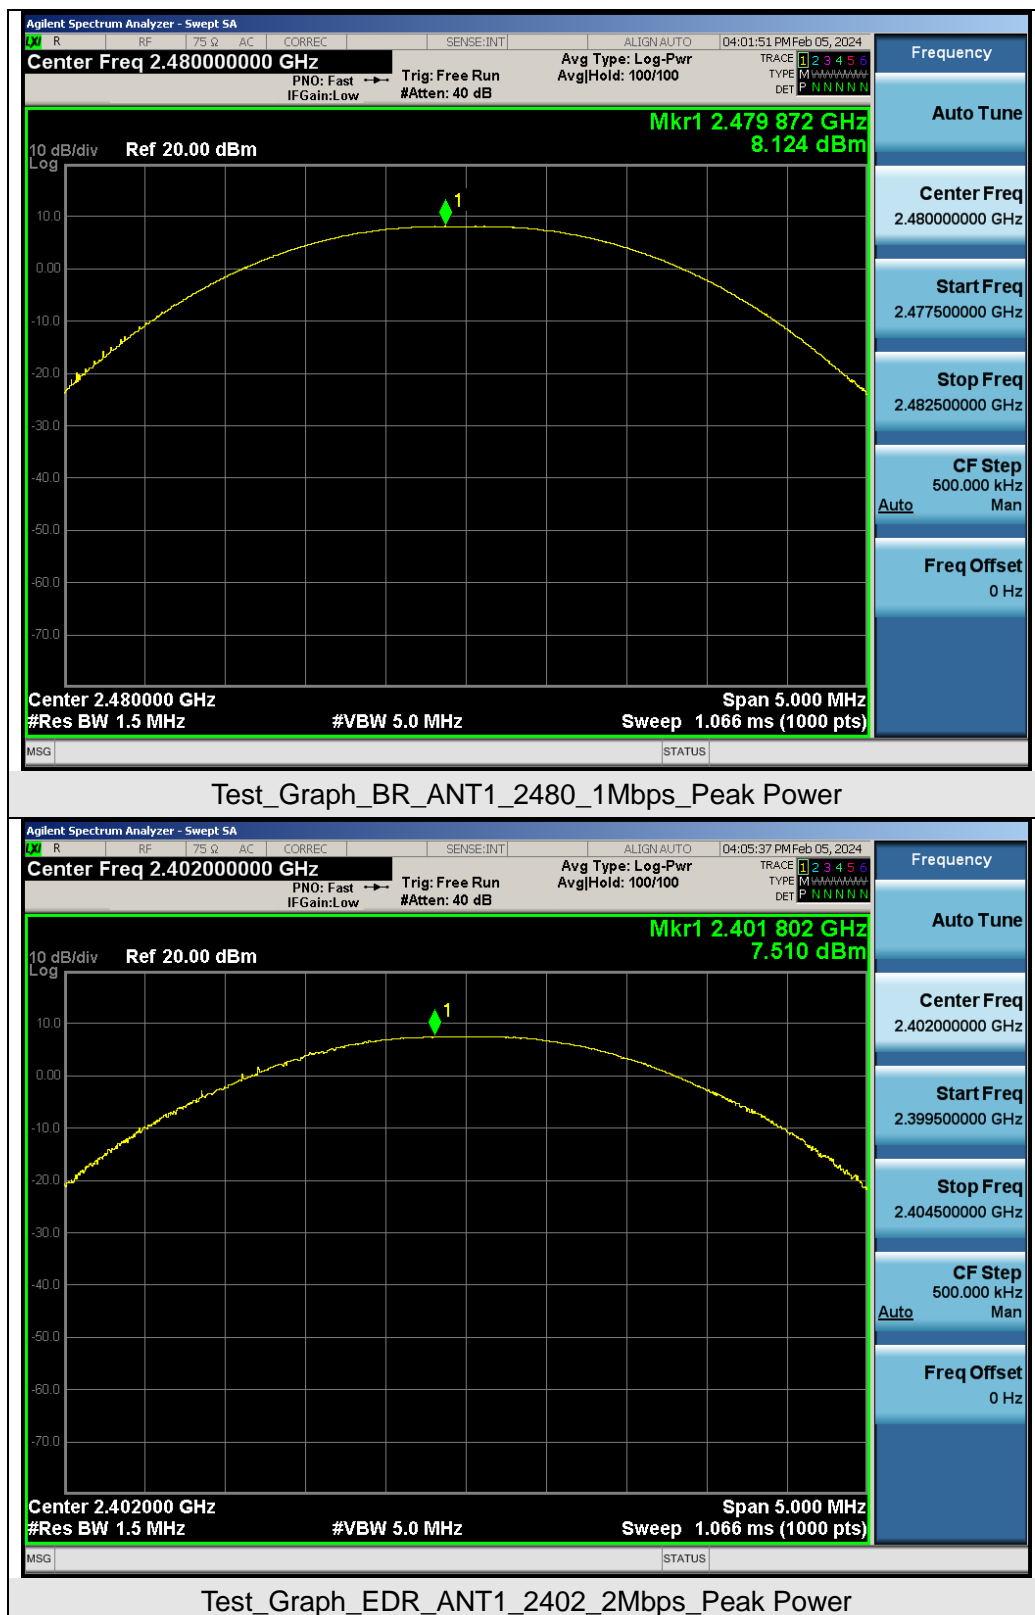 Agilent Spectrum Analyzer - Swept SA
LXI R RF 75 Ω AC CORREC SENSE:INT ALIGN AUTO 04:01:51 PM Feb 05, 2024
Center Freq 2.480000000 GHz
PNO: Fast
IFGain:Low
Trig: Free Run
#Atten: 40 dB
Avg Type: Log-Pwr
Avg|Hold: 100/100
TRACE 1 2 3 4 5 6
TYPE M
DET P N N N N N
Mkr1 2.479 872 GHz
8.124 dBm
10 dB/div Ref 20.00 dBm
Log
10.0
0.00
-10.0
-20.0
-30.0
-40.0
-50.0
-60.0
-70.0
1
Center 2.480000 GHz Span 5.000 MHz
#Res BW 1.5 MHz #VBW 5.0 MHz Sweep 1.066 ms (1000 pts)
MSG STATUS
Frequency
Auto Tune
Center Freq
2.480000000 GHz
Start Freq
2.477500000 GHz
Stop Freq
2.482500000 GHz
CF Step
500.000 kHz
Auto Man
Freq Offset
0 Hz
Test_Graph_BR_ANT1_2480_1Mbps_Peak Power
Agilent Spectrum Analyzer - Swept SA
LXI R RF 75 Ω AC CORREC SENSE:INT ALIGN AUTO 04:05:37 PM Feb 05, 2024
Center Freq 2.402000000 GHz
PNO: Fast
IFGain:Low
Trig: Free Run
#Atten: 40 dB
Avg Type: Log-Pwr
Avg|Hold: 100/100
TRACE 1 2 3 4 5 6
TYPE M
DET P N N N N N
Mkr1 2.401 802 GHz
7.510 dBm
10 dB/div Ref 20.00 dBm
Log
10.0
0.00
-10.0
-20.0
-30.0
-40.0
-50.0
-60.0
-70.0
1
Center 2.402000 GHz Span 5.000 MHz
#Res BW 1.5 MHz #VBW 5.0 MHz Sweep 1.066 ms (1000 pts)
MSG STATUS
Frequency
Auto Tune
Center Freq
2.402000000 GHz
Start Freq
2.399500000 GHz
Stop Freq
2.404500000 GHz
CF Step
500.000 kHz
Auto Man
Freq Offset
0 Hz
Test_Graph_EDR_ANT1_2402_2Mbps_Peak Power